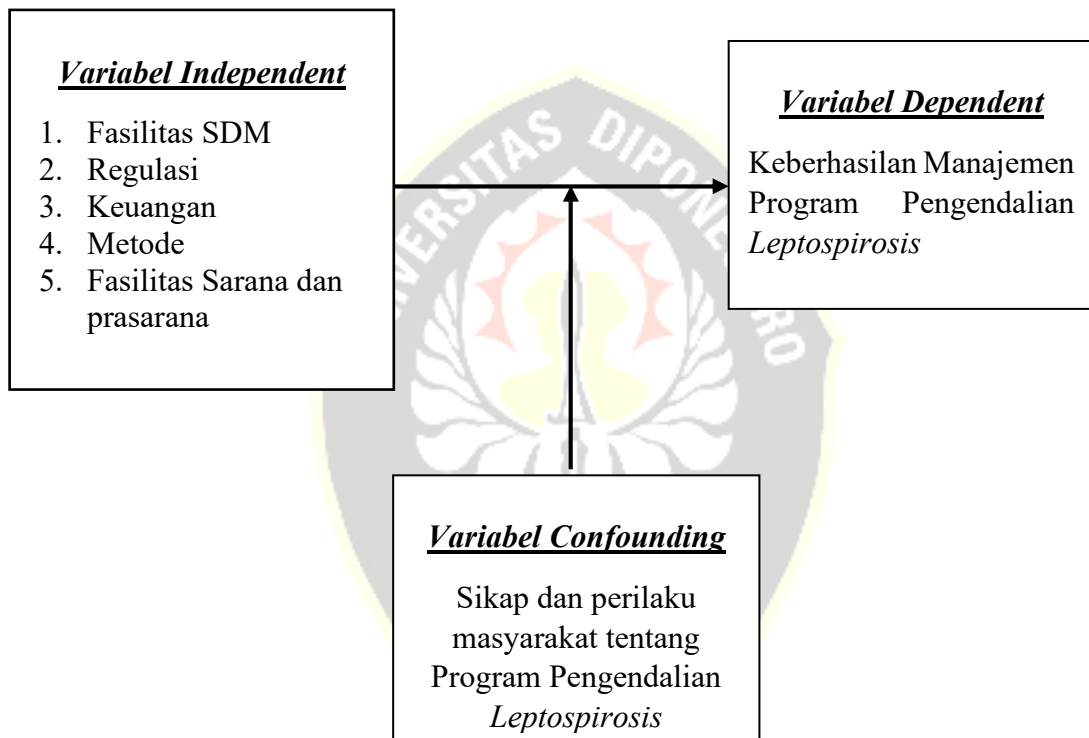 Variabel Independent
1. Fasilitas SDM
2. Regulasi
3. Keuangan
4. Metode
5. Fasilitas Sarana dan
prasarana
Variabel Dependent
Keberhasilan Manajemen
Program Pengendalian
Leptospirosis
Variabel Confounding
Sikap dan perilaku
masyarakat tentang
Program Pengendalian
Leptospirosis